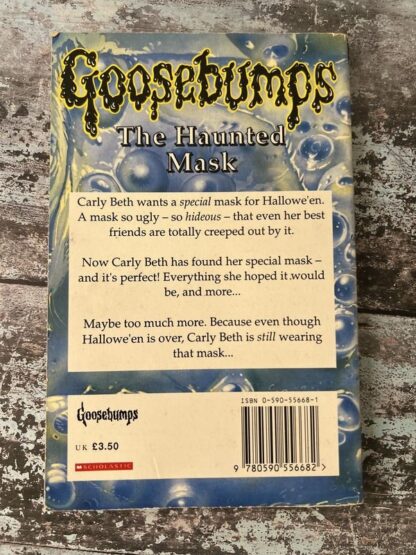 Goosebumps
The Haunted
Mask
Carly Beth wants a special mask for Hallowe'en.
A mask so ugly – so hideous – that even her best
friends are totally creeped out by it.
Now Carly Beth has found her special mask –
and it's perfect! Everything she hoped it would
be, and more...
Maybe too much more. Because even though
Hallowe'en is over, Carly Beth is still wearing
that mask...
ISBN 0-590-55668-1
Goosebumps
UK £3.50
SCHOLASTIC
9 780590 556682 >